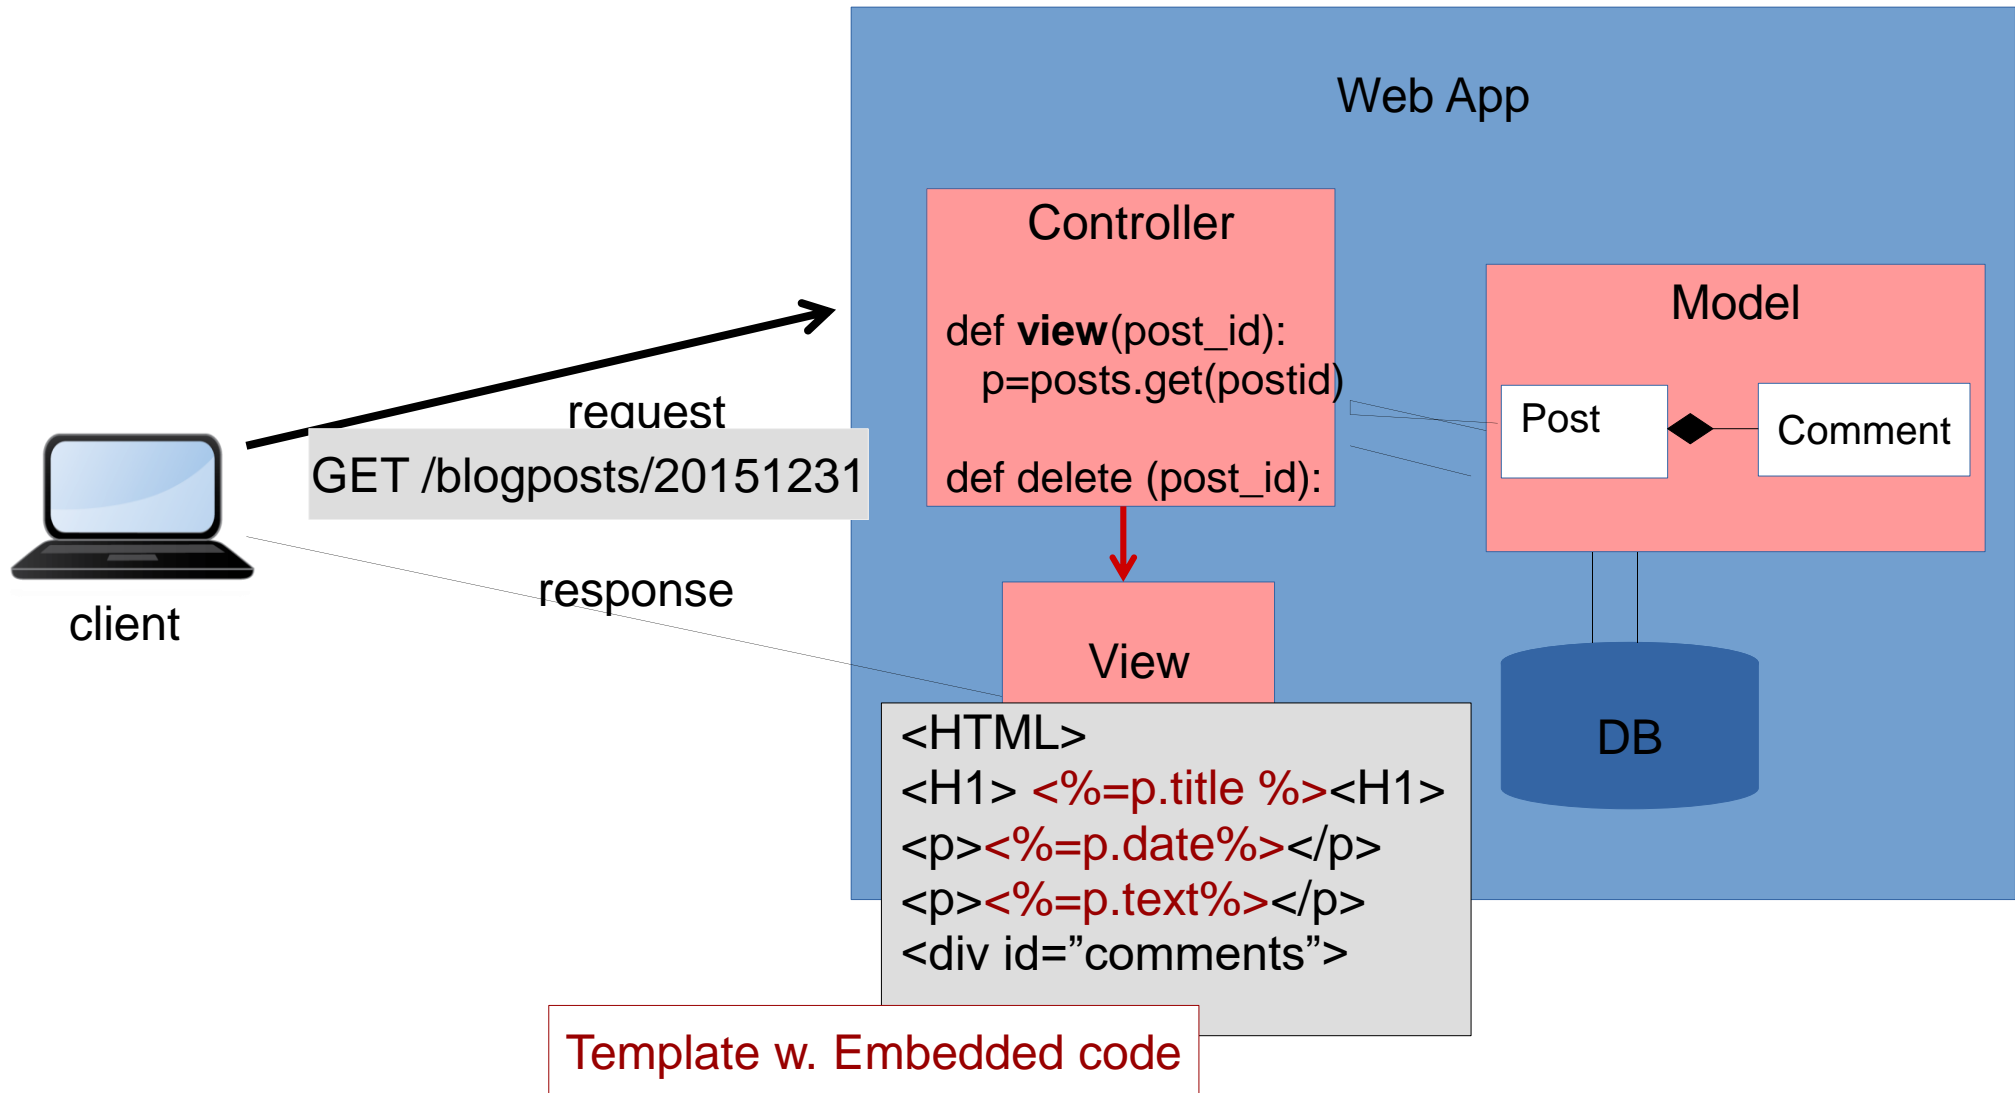 Web App
Controller
def view(post_id):
p=posts.get(postid)
def delete (post_id):
Model
Post
Comment
request
GET /blogposts/20151231
response
client
View
DB
<HTML>
<H1> <%=p.title %><H1>
<p><%=p.date%></p>
<p><%=p.text%></p>
<div id=”comments”>
Template w. Embedded code